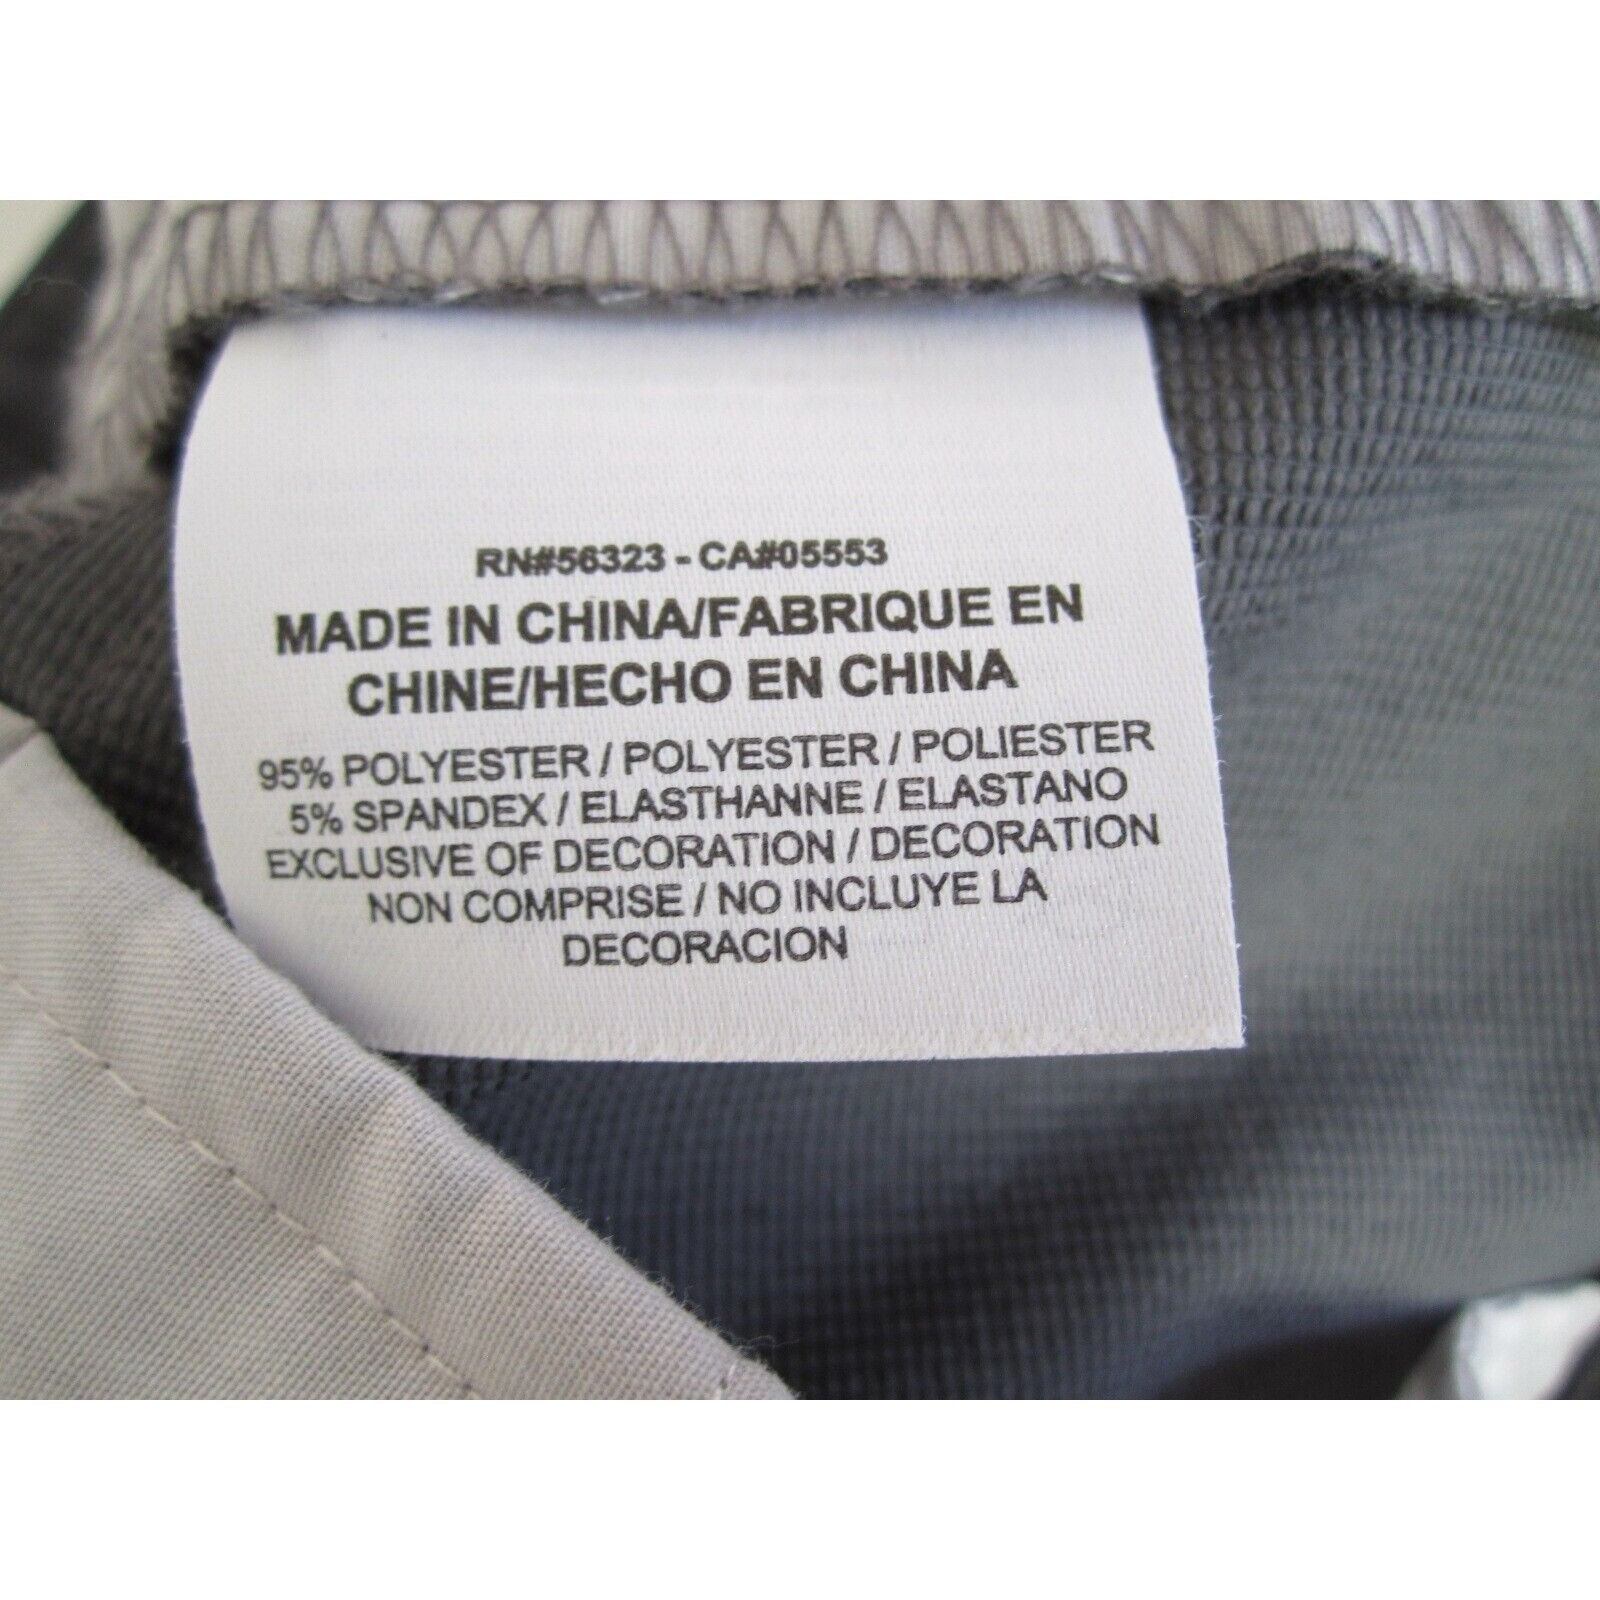 RN#56323 - CA#05553
MADE IN CHINA/FABRIQUE EN
CHINE/HECHO EN CHINA
95% POLYESTER / POLYESTER / POLIESTER
5% SPANDEX / ELASTHANNE / ELASTANO
EXCLUSIVE OF DECORATION / DECORATION
NON COMPRISE / NO INCLUYE LA
DECORACION